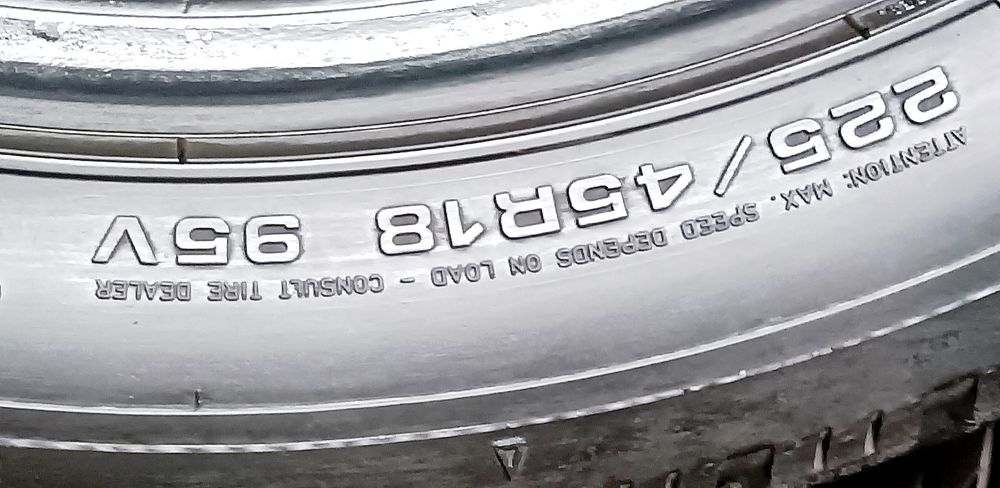 225/45R18 95V
ATTENTION: MAX. SPEED DEPENDS ON LOAD - CONSULT TIRE DEALER